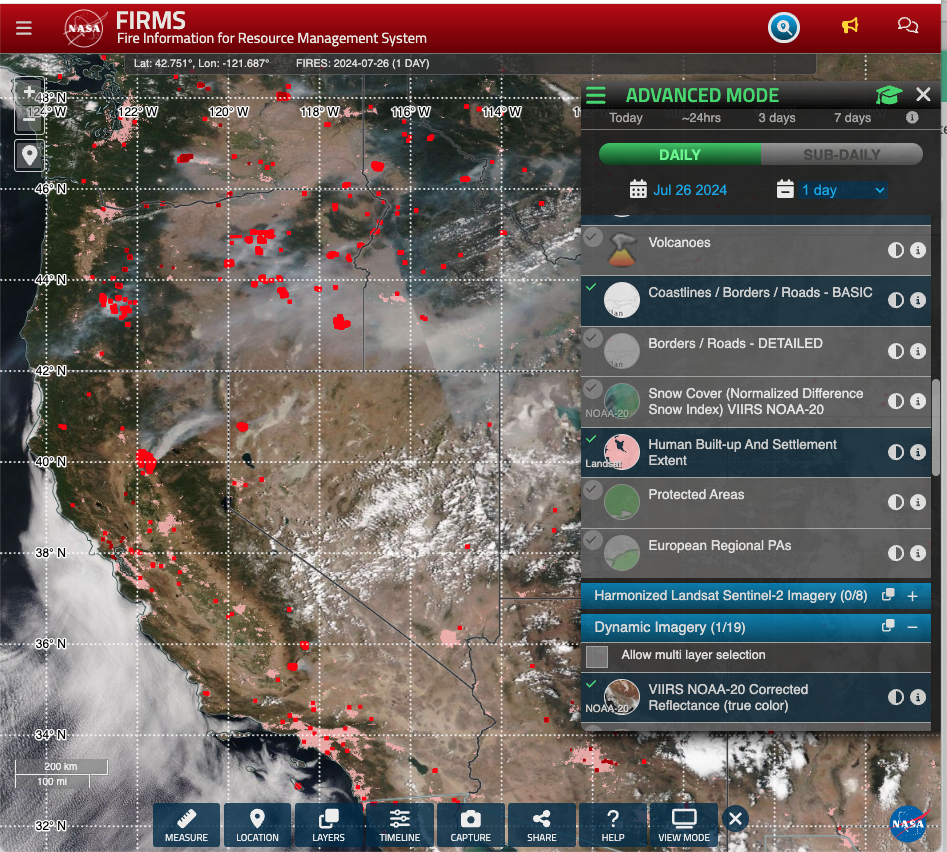 NASA
FIRMS
Fire Information for Resource Management System
Lat: 42.751°, Lon: -121.687°
FIRES: 2024-07-26 (1 DAY)
+
48° N
122° W
120° W
118° W
116° W
114° W
46° N
44° N
42° N
40° N
38° N
36° N
34° N
32° N
ADVANCED MODE
Today
~24hrs
3 days
7 days
DAILY
SUB-DAILY
Jul 26 2024
1 day
Volcanoes
Coastlines / Borders / Roads - BASIC
Borders / Roads - DETAILED
NOAA-20
Snow Cover (Normalized Difference
Snow Index) VIIRS NOAA-20
Landsat
Human Built-up And Settlement
Extent
Protected Areas
European Regional PAs
Harmonized Landsat Sentinel-2 Imagery (0/8)
+
Dynamic Imagery (1/19)
−
Allow multi layer selection
NOAA-20
VIIRS NOAA-20 Corrected
Reflectance (true color)
200 km
100 mi
MEASURE
LOCATION
LAYERS
TIMELINE
CAPTURE
SHARE
HELP
VIEW MODE
NASA